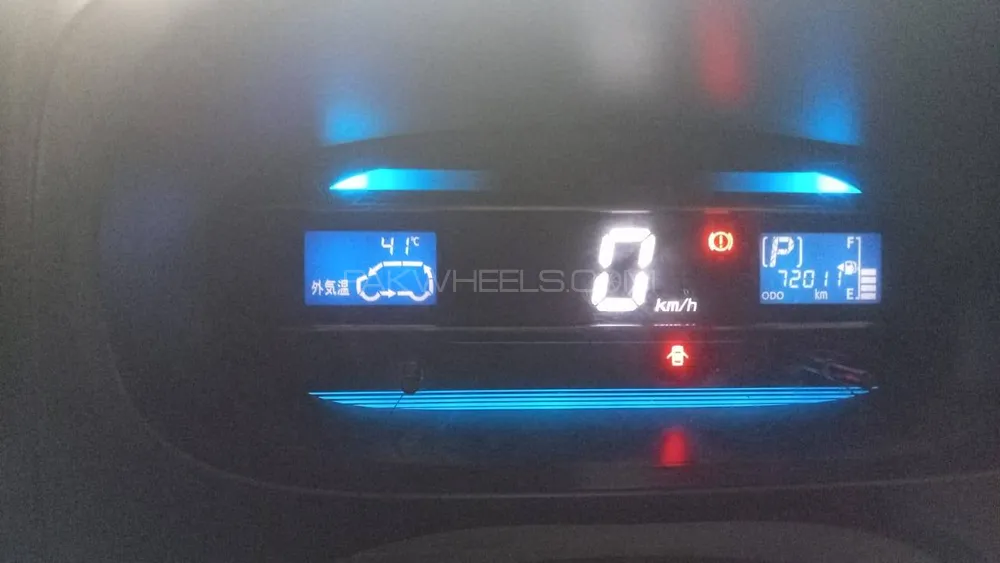 41°C
外気温
PAKWHEELS.COM
0
km/h
[P]
F
72011
ODO km E